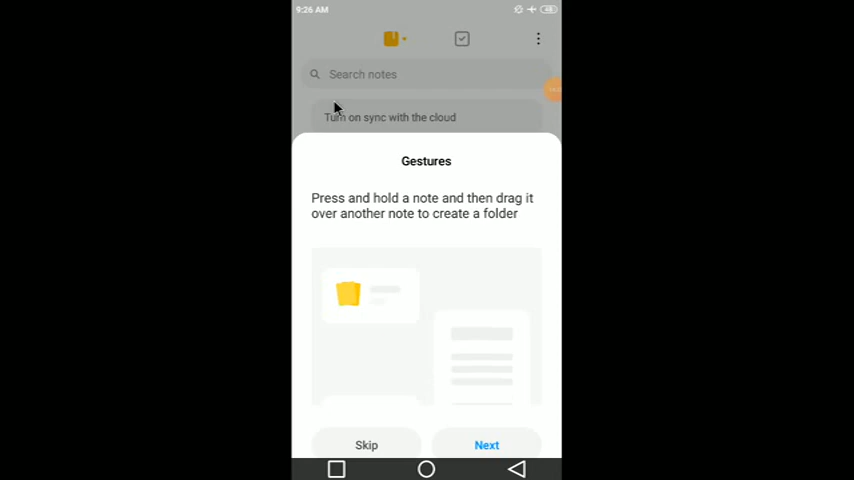 9:26 AM
48
Search notes
Turn on sync with the cloud
Gestures
Press and hold a note and then drag it
over another note to create a folder
Skip
Next